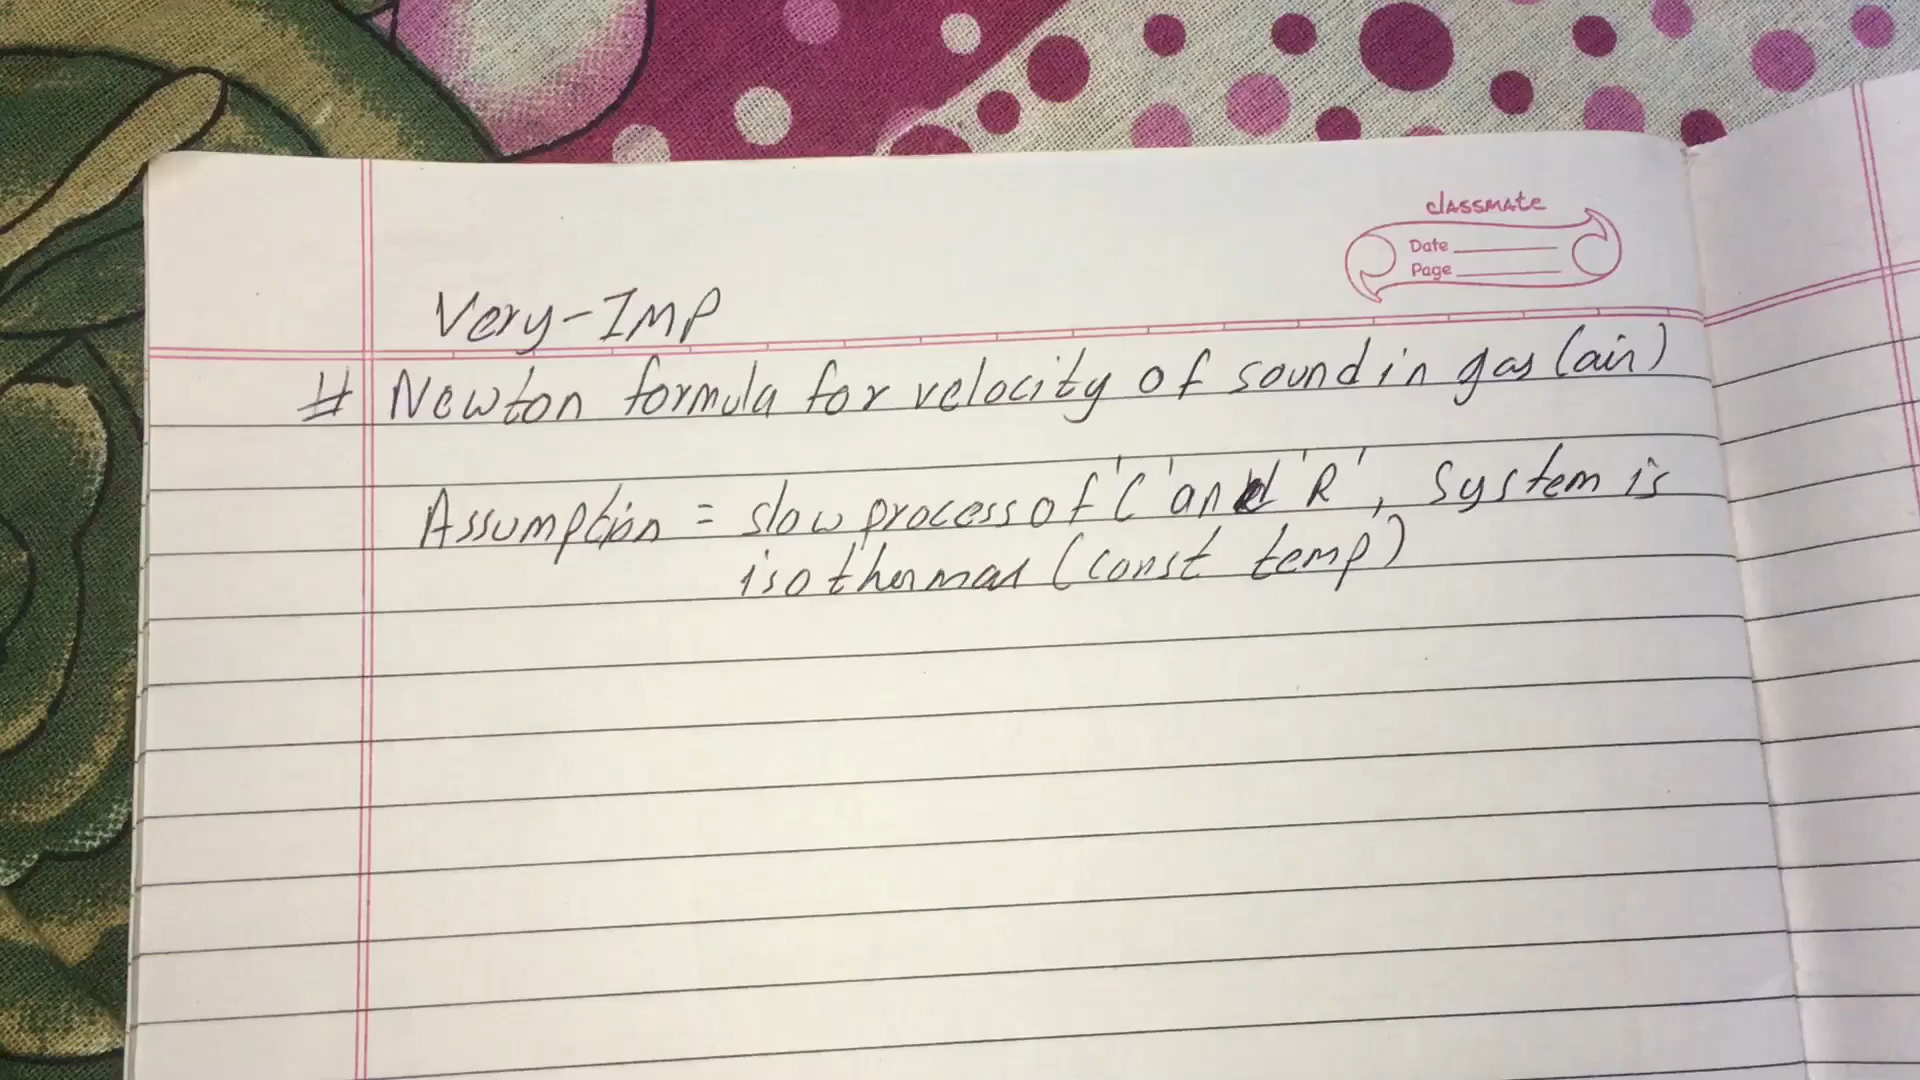 classmate
Date
Page
Very-IMP
# Newton formula for velocity of sound in gas (air)
Assumption = slow process of 'C' and 'R', System is
isothermal (const temp)